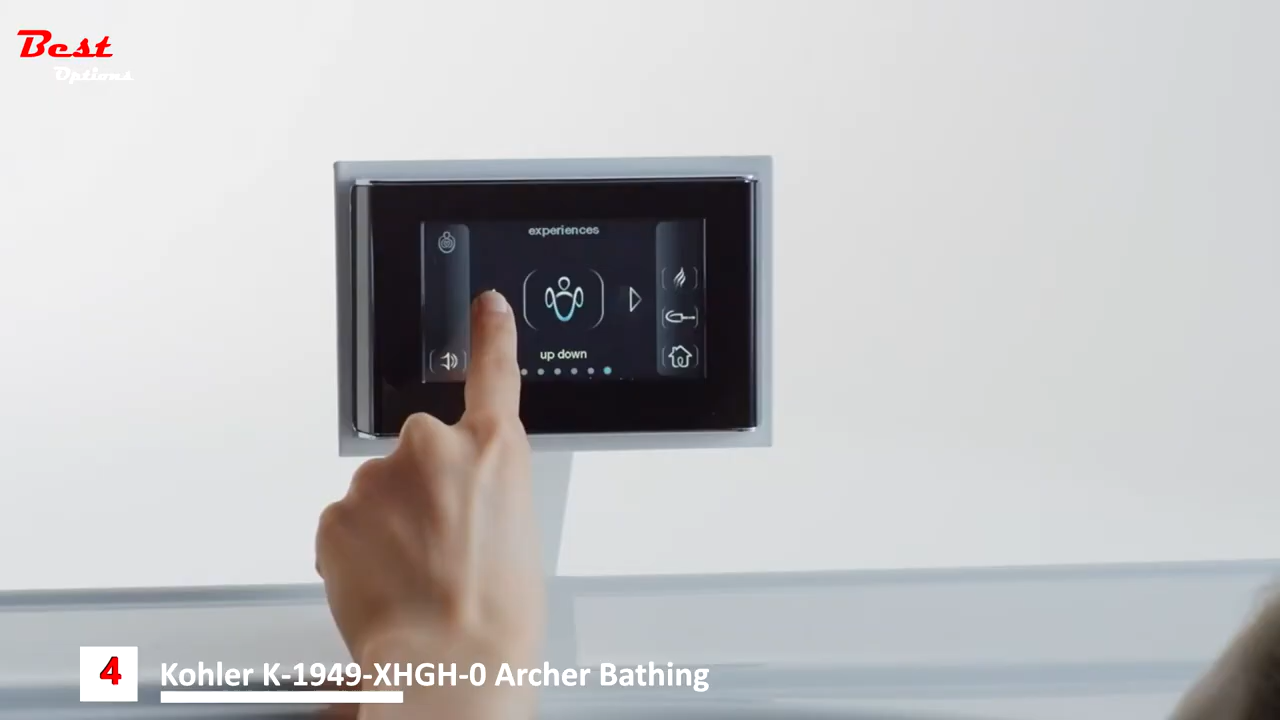 Best
Options
experiences
up down
4
Kohler K-1949-XHGH-0 Archer Bathing